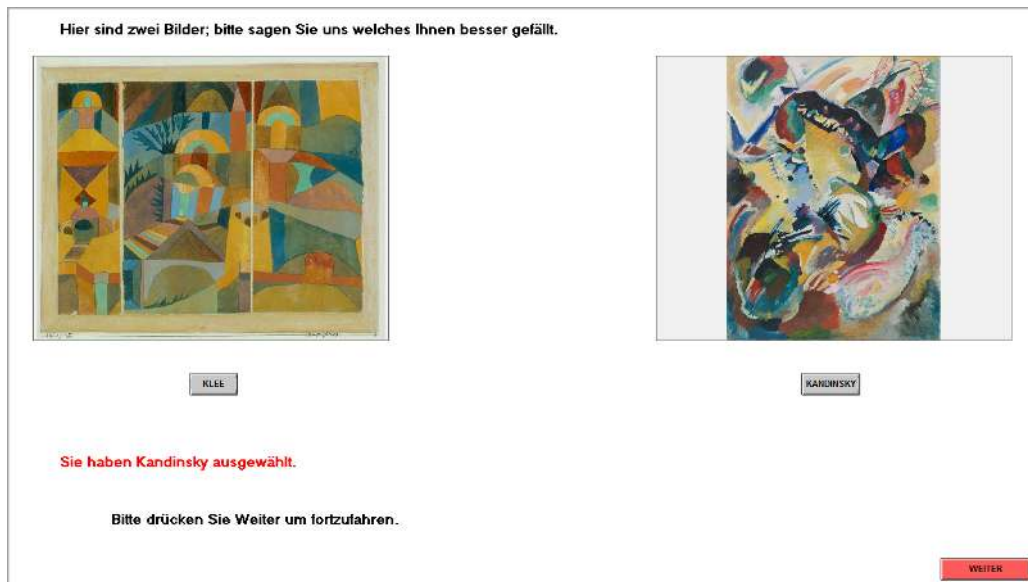 Hier sind zwei Bilder; bitte sagen Sie uns welches Ihnen besser gefällt.
KLEE
KANDINSKY
Sie haben Kandinsky ausgewählt.
Bitte drücken Sie Weiter um fortzufahren.
WEITER